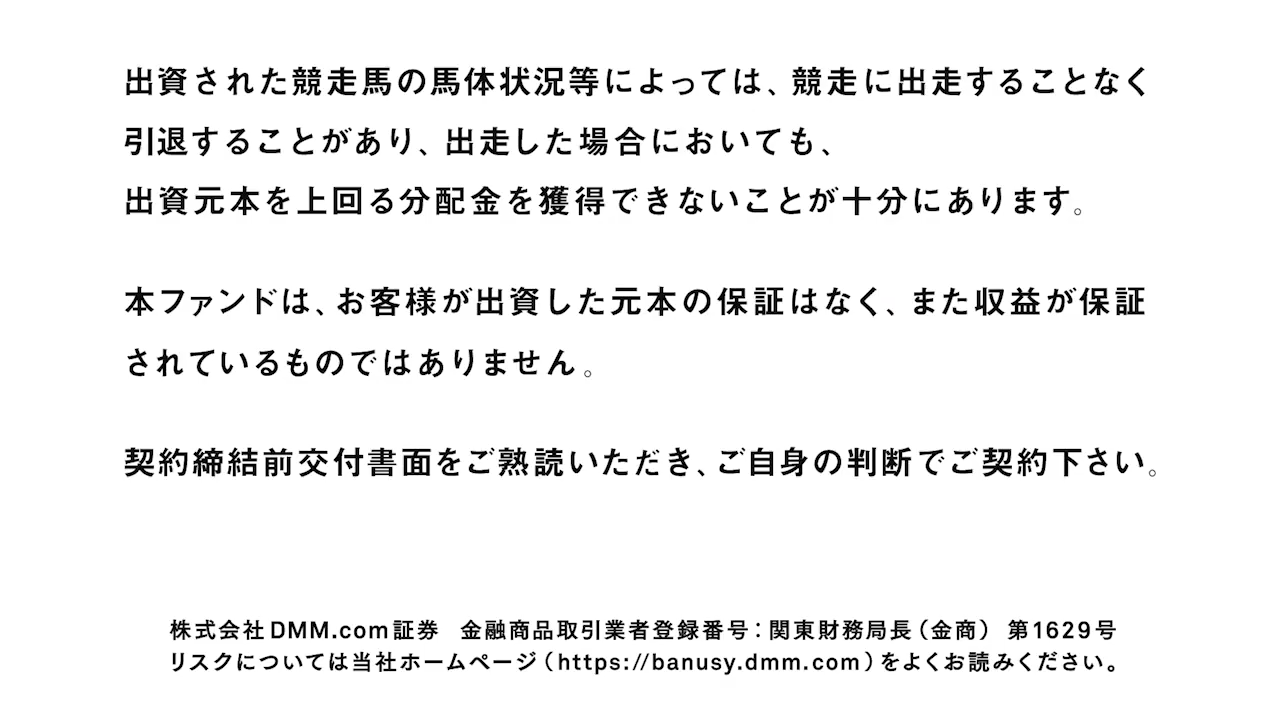 出資された競走馬の馬体状況等によっては、競走に出走することなく
引退することがあり、出走した場合においても、
出資元本を上回る分配金を獲得できないことが十分にあります。
本ファンドは、お客様が出資した元本の保証はなく、また収益が保証
されているものではありません。
契約締結前交付書面をご熟読いただき、ご自身の判断でご契約下さい。
株式会社DMM.com証券 金融商品取引業者登録番号:関東財務局長(金商) 第1629号
リスクについては当社ホームページ(https://banusy.dmm.com)をよくお読みください。